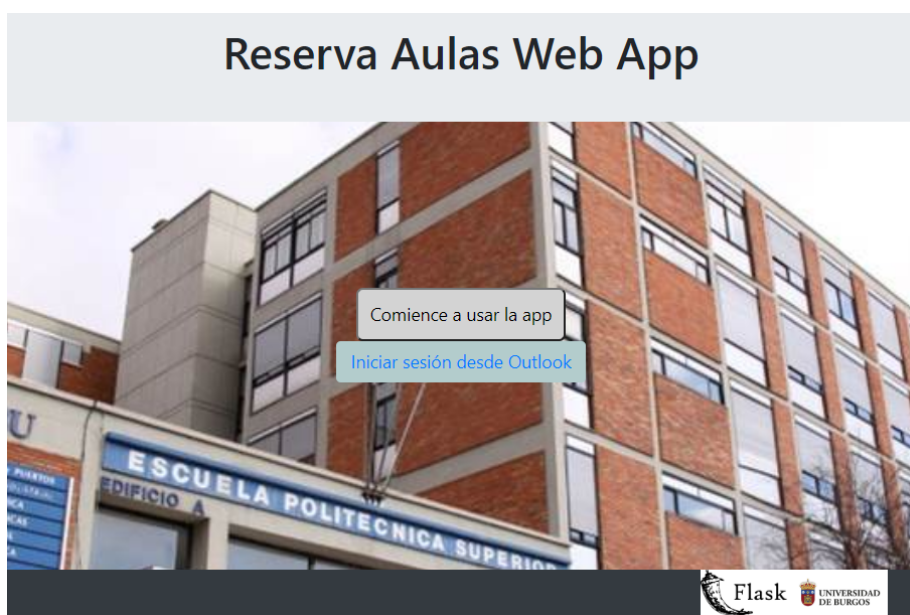 Reserva Aulas Web App
Comience a usar la app
Iniciar sesión desde Outlook
U
ESCUELA POLITECNICA SUPERIOR
EDIFICIO A
Flask
UNIVERSIDAD
DE BURGOS